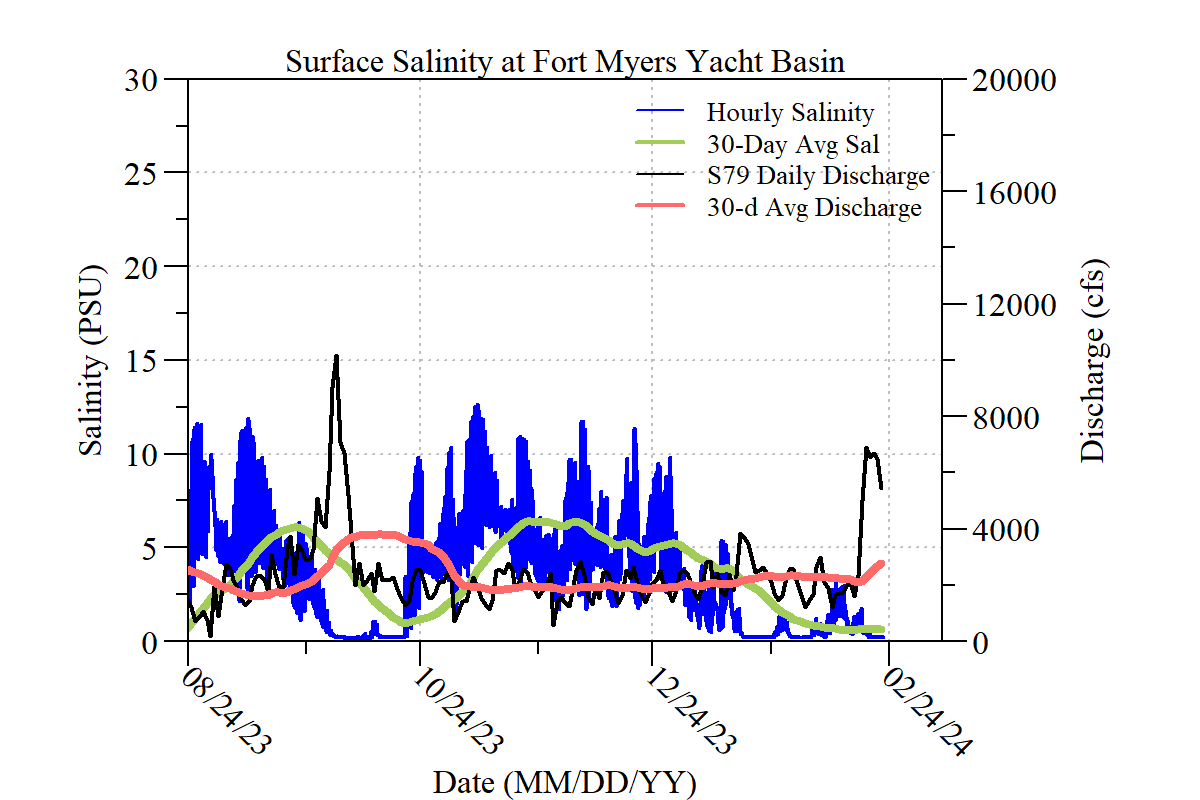 Surface Salinity at Fort Myers Yacht Basin
30
25
20
15
10
5
0
Salinity (PSU)
Hourly Salinity
30-Day Avg Sal
S79 Daily Discharge
30-d Avg Discharge
20000
16000
12000
8000
4000
0
Discharge (cfs)
08/24/23
10/24/23
12/24/23
02/24/24
Date (MM/DD/YY)